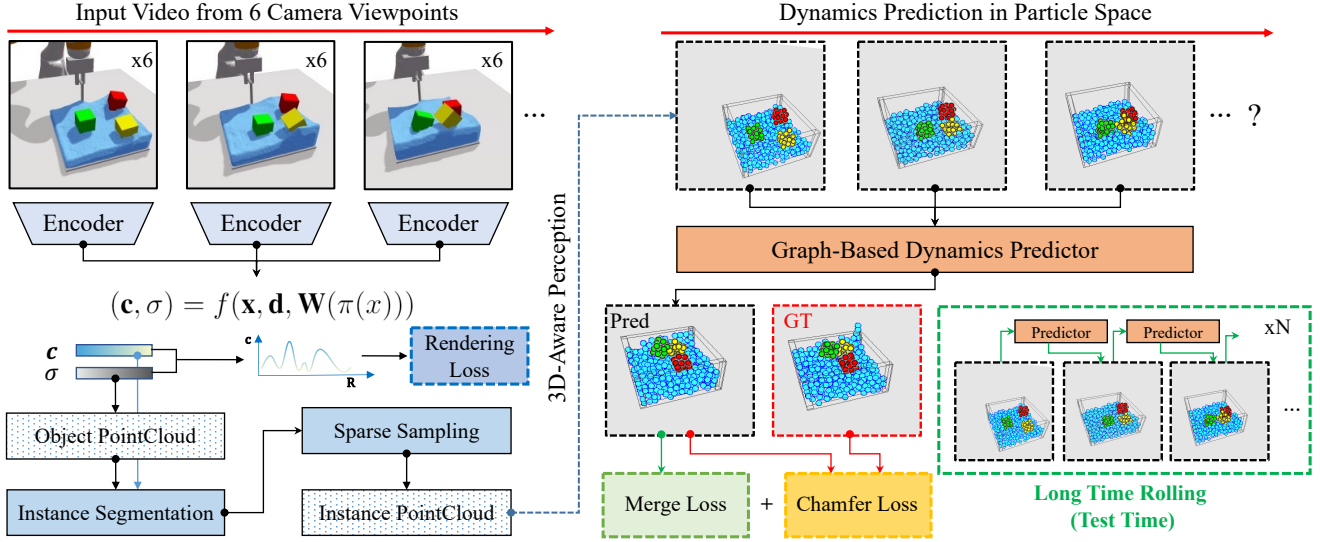 Input Video from 6 Camera Viewpoints
x6
x6
x6
...
Encoder
Encoder
Encoder
(c, σ) = f(x, d, W(π(x)))
c
σ
c
R
Rendering
Loss
Object PointCloud
Instance Segmentation
Sparse Sampling
Instance PointCloud
3D-Aware Perception
Dynamics Prediction in Particle Space
... ?
Graph-Based Dynamics Predictor
Pred
GT
Merge Loss
+
Chamfer Loss
Predictor
Predictor
xN
...
Long Time Rolling
(Test Time)